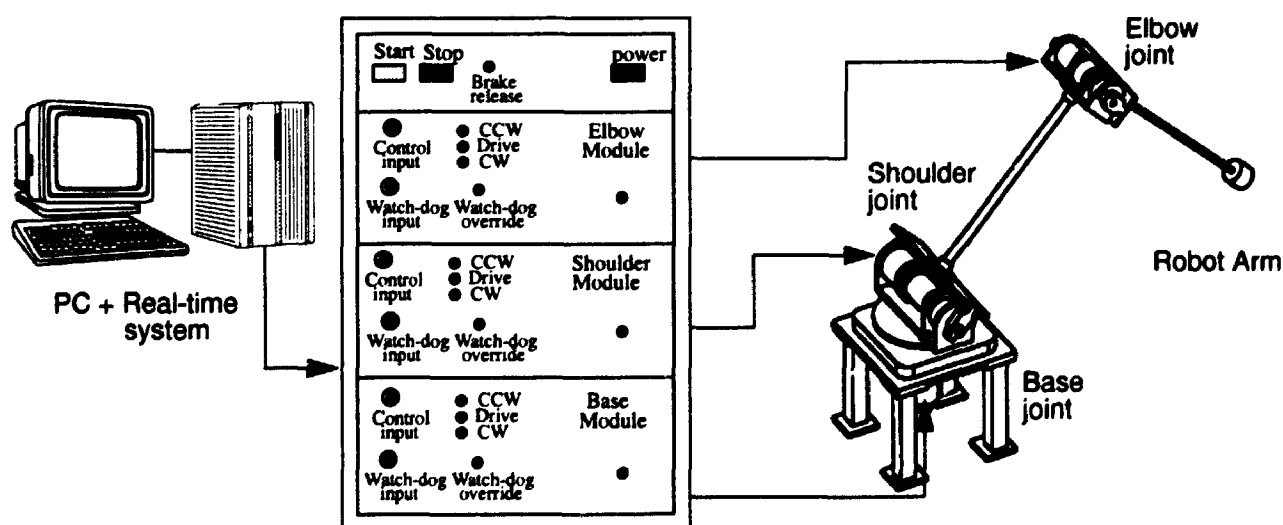 Start Stop
power
Brake
release
Control
input
CCW
Drive
CW
Elbow
Module
Watch-dog
input
Watch-dog
override
Control
input
CCW
Drive
CW
Shoulder
Module
Watch-dog
input
Watch-dog
override
Control
input
CCW
Drive
CW
Base
Module
Watch-dog
input
Watch-dog
override
PC + Real-time
system
Elbow
joint
Shoulder
joint
Robot Arm
Base
joint